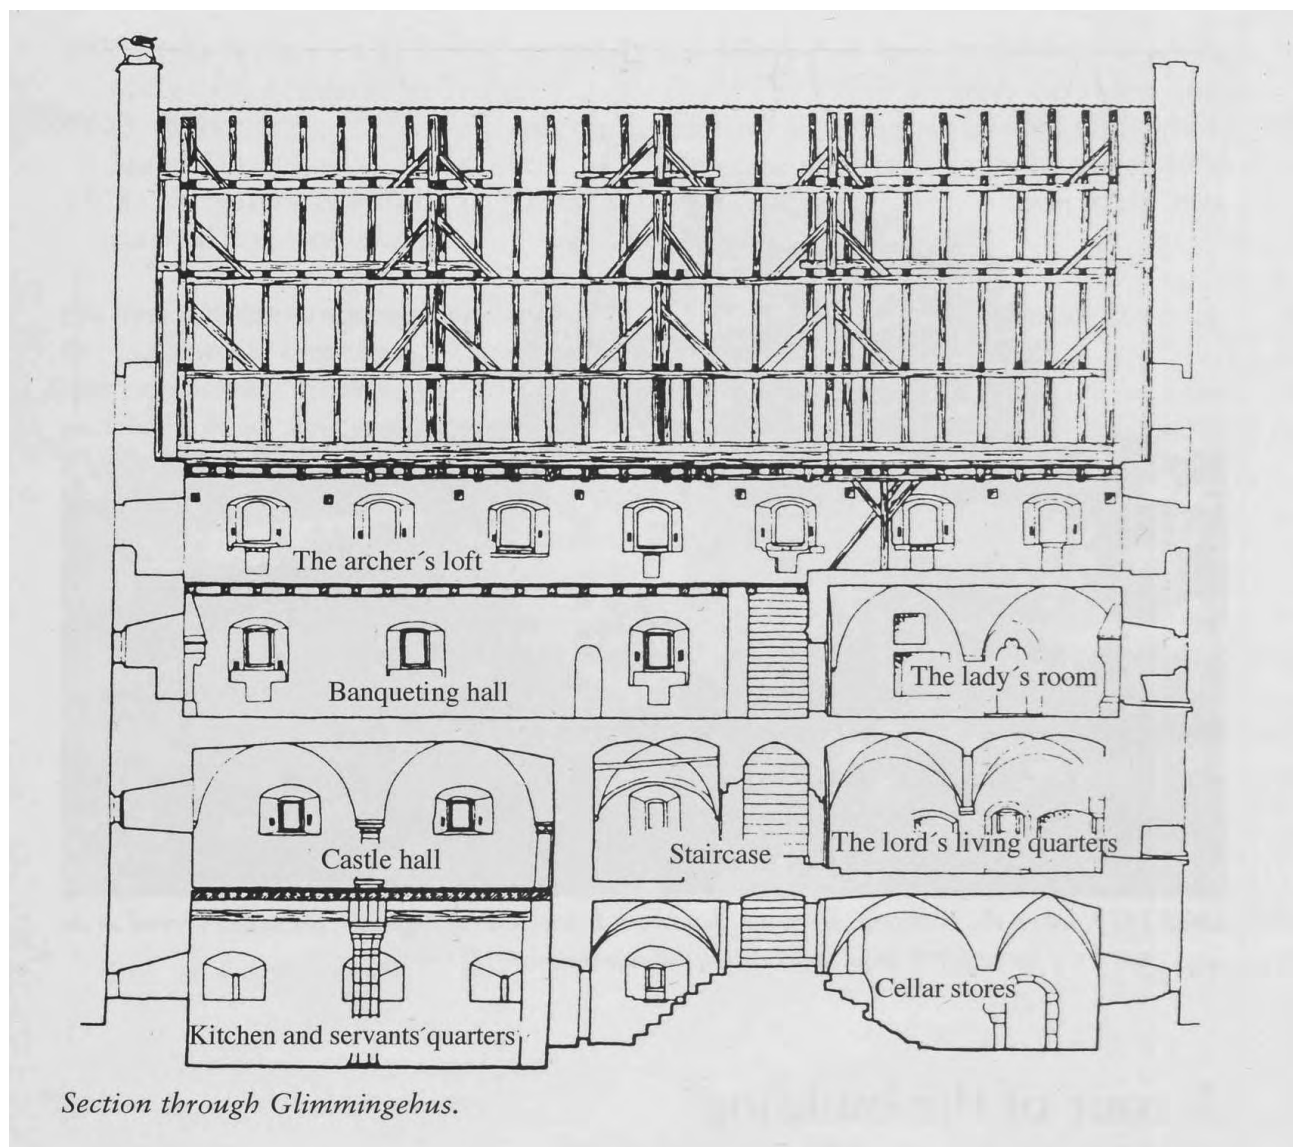 The archer´s loft
Banqueting hall
The lady´s room
Castle hall
Staircase
The lord´s living quarters
Cellar stores
Kitchen and servants´quarters
Section through Glimmingehus.